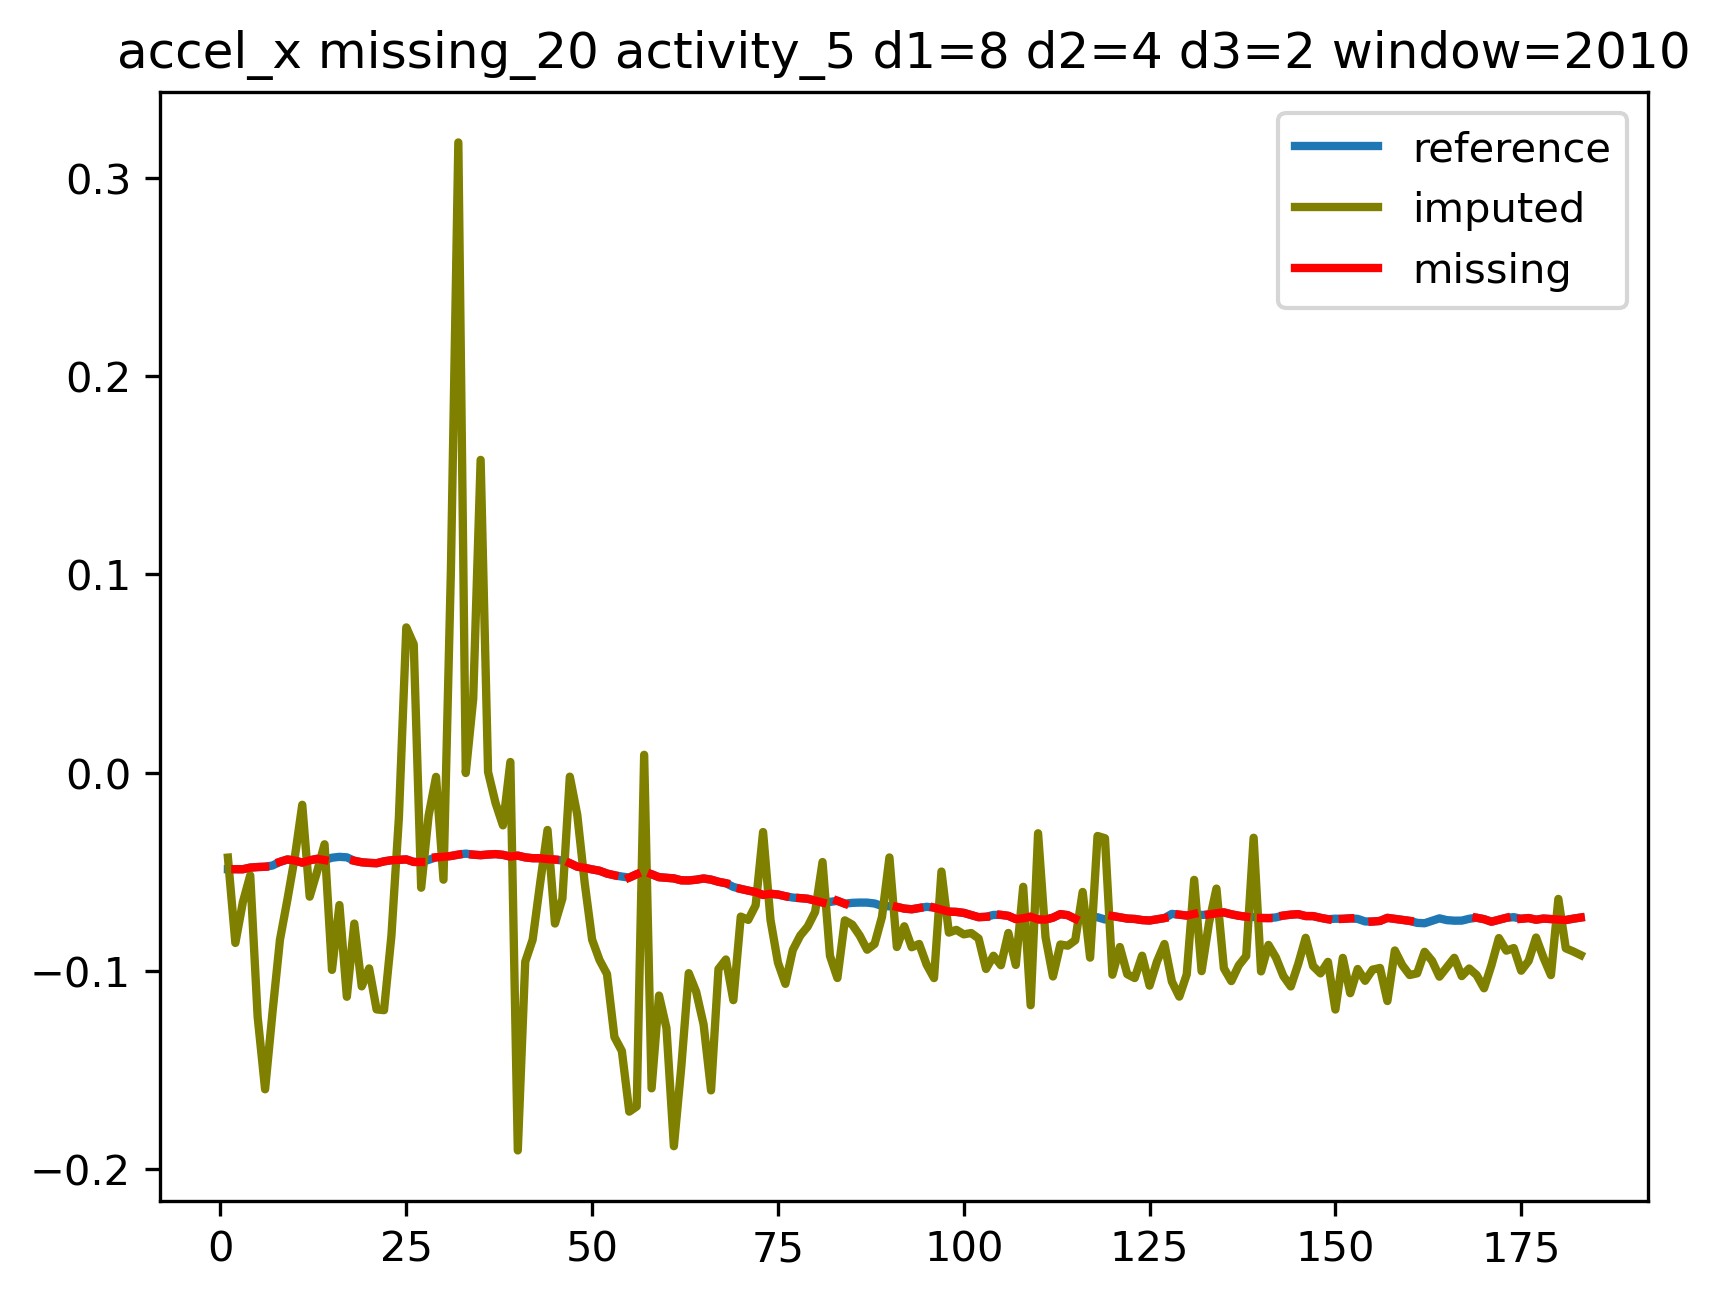 accel_x missing_20 activity_5 d1=8 d2=4 d3=2 window=2010
reference
imputed
missing
0.3
0.2
0.1
0.0
−0.1
−0.2
0 25 50 75 100 125 150 175